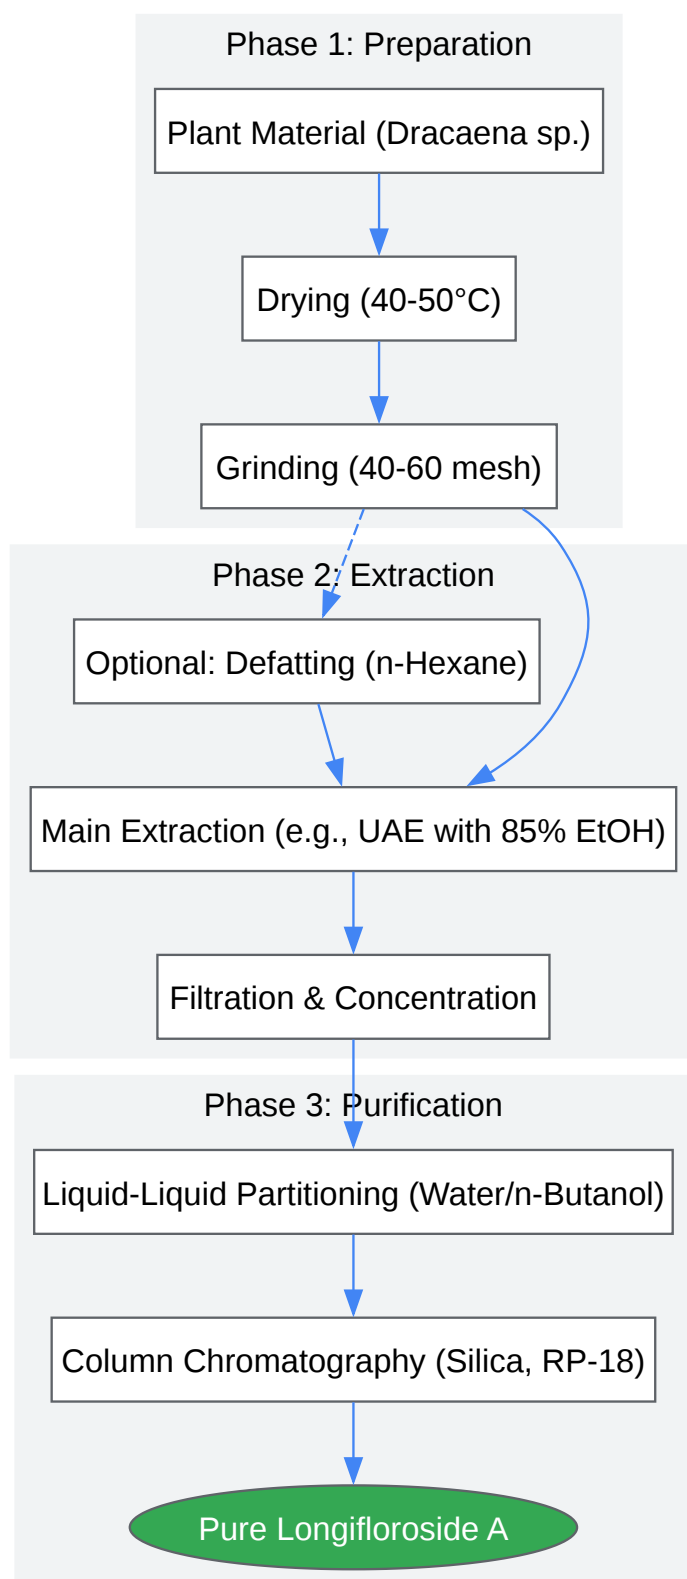 Phase 1: Preparation
Plant Material (Dracaena sp.)
Drying (40-50°C)
Grinding (40-60 mesh)
Phase 2: Extraction
Optional: Defatting (n-Hexane)
Main Extraction (e.g., UAE with 85% EtOH)
Filtration & Concentration
Phase 3: Purification
Liquid-Liquid Partitioning (Water/n-Butanol)
Column Chromatography (Silica, RP-18)
Pure Longifloroside A